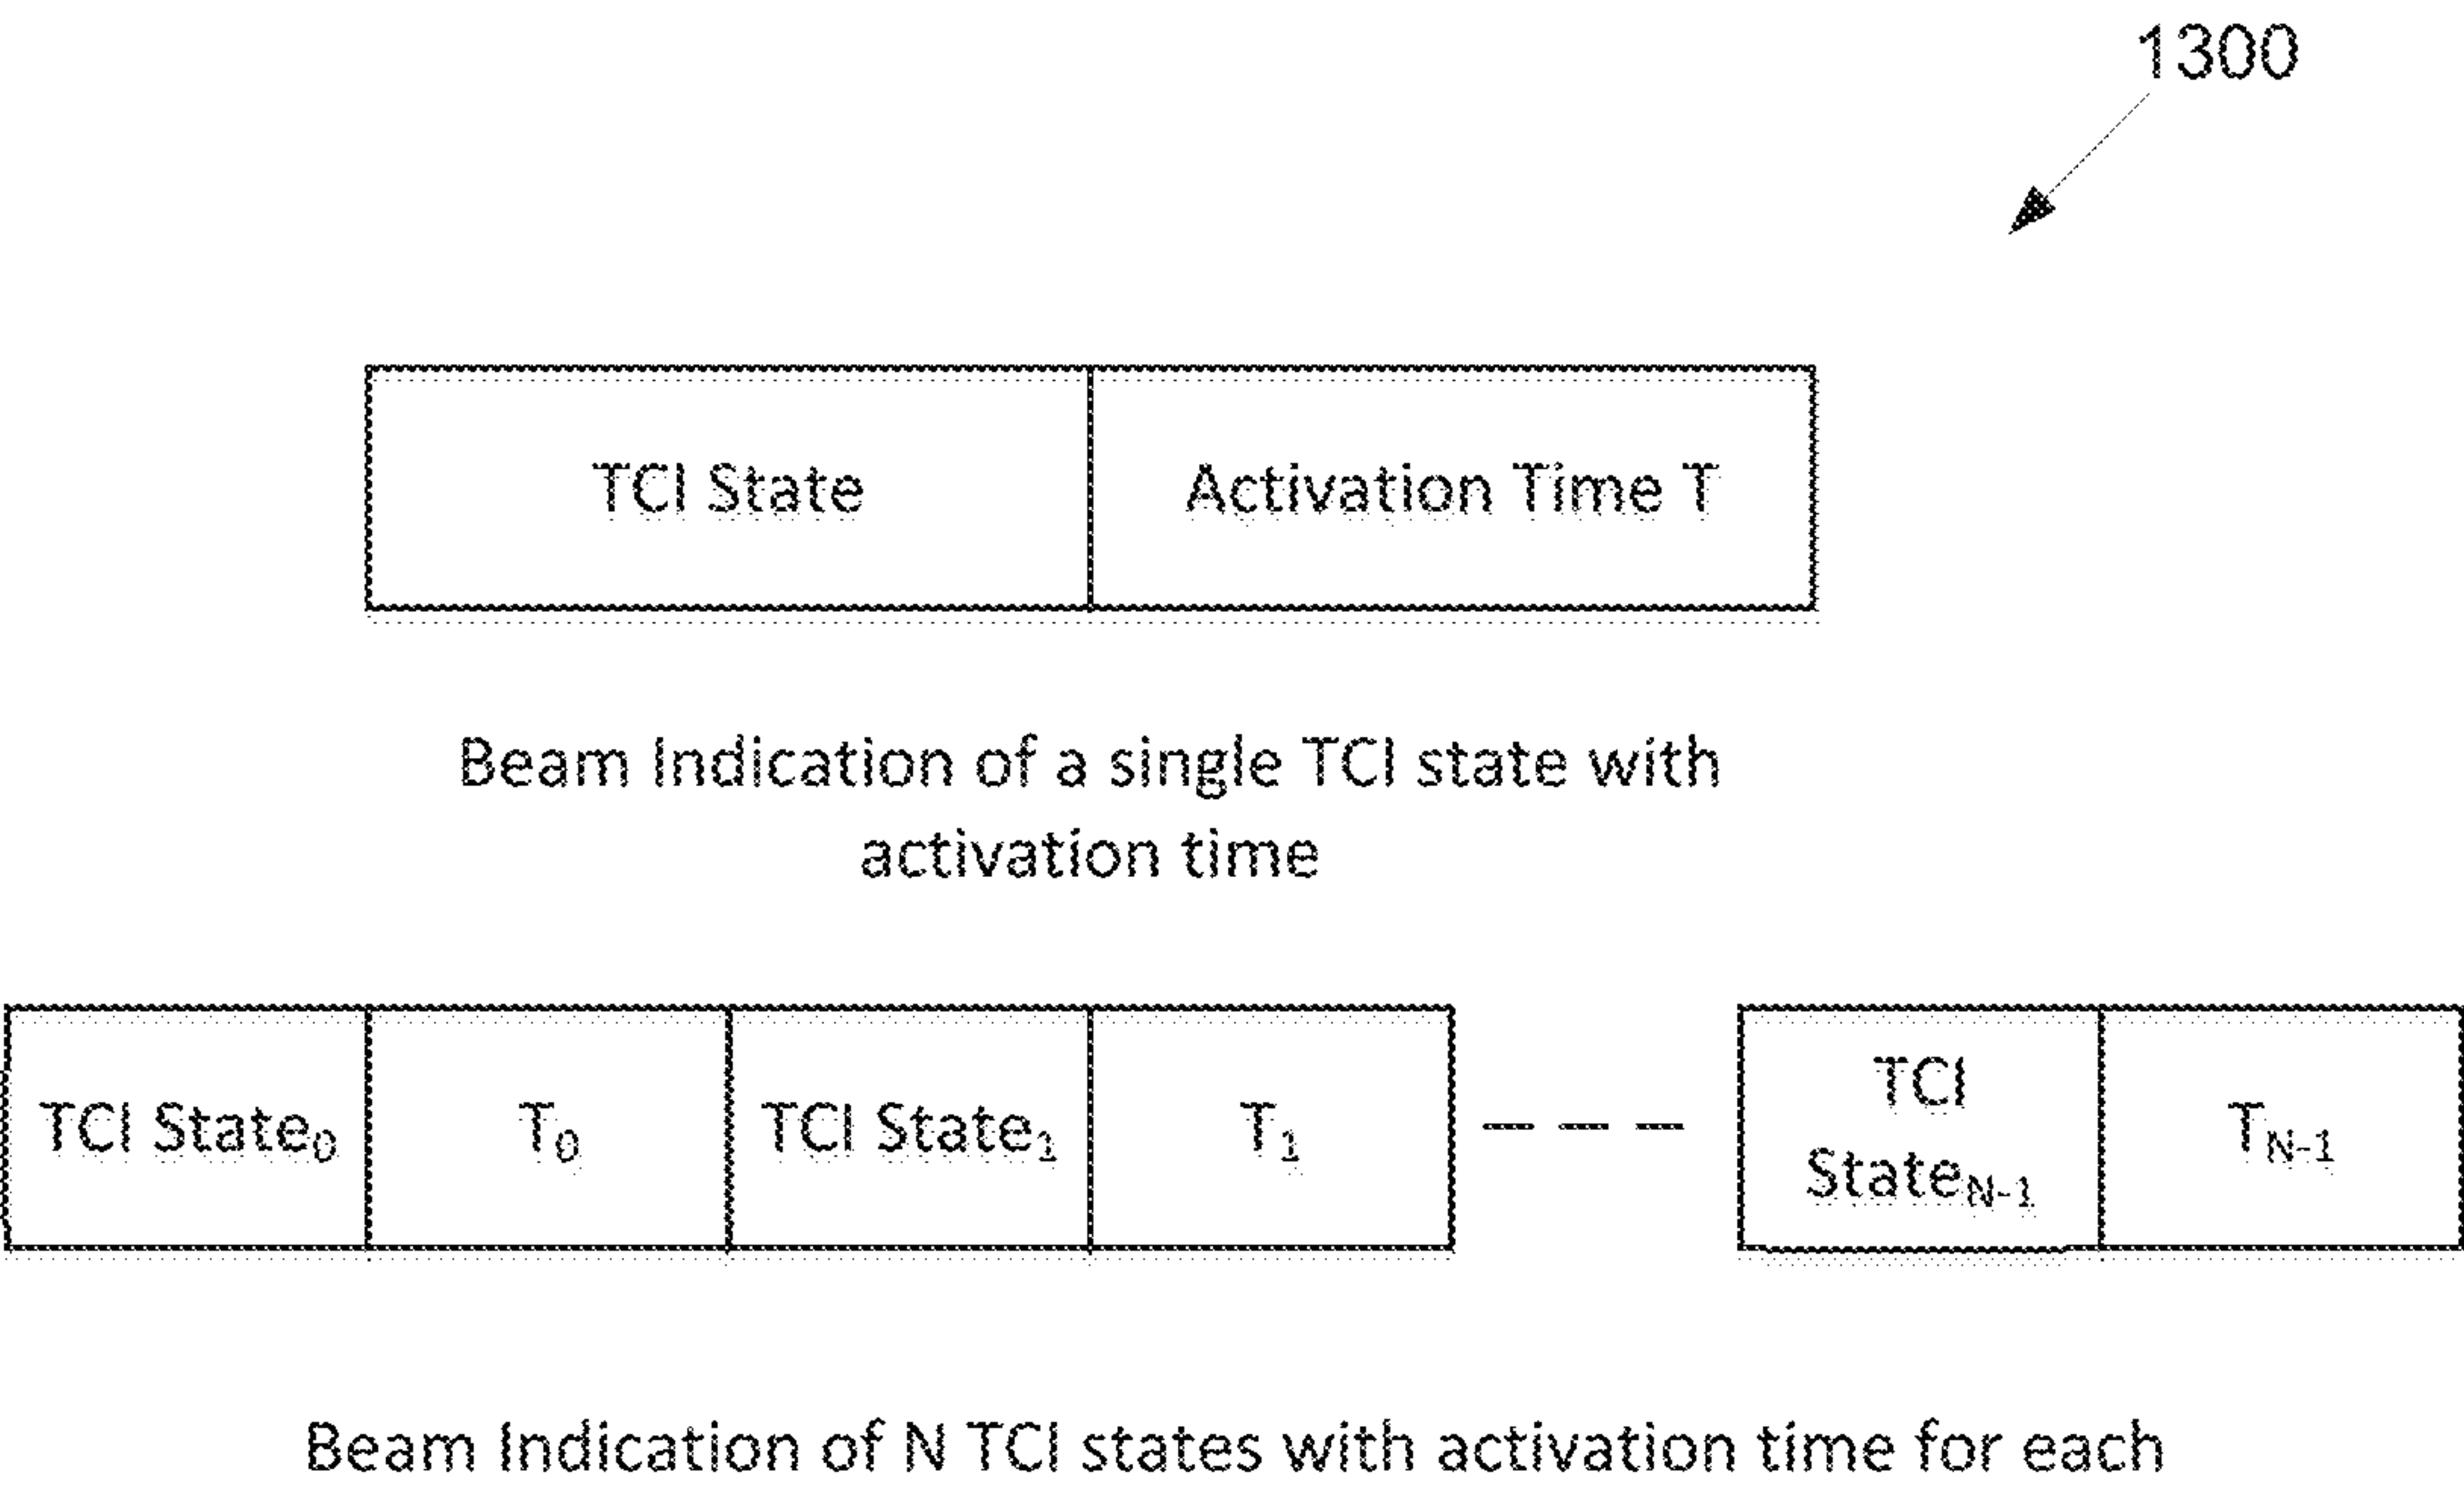 1300
TCI State Activation Time T
Beam Indication of a single TCI state with
activation time
TCI State₀ T₀ TCI State₁ T₁ TCI Stateₙ₋₁ Tₙ₋₁
Beam Indication of N TCI states with activation time for each